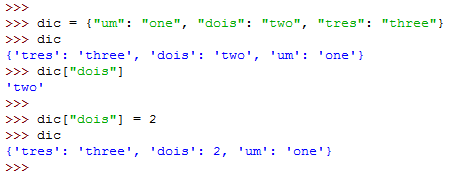 >>>
>>> dic = {"um": "one", "dois": "two", "tres": "three"}
>>> dic
{'tres': 'three', 'dois': 'two', 'um': 'one'}
>>> dic["dois"]
'two'
>>>
>>> dic["dois"] = 2
>>> dic
{'tres': 'three', 'dois': 2, 'um': 'one'}
>>>